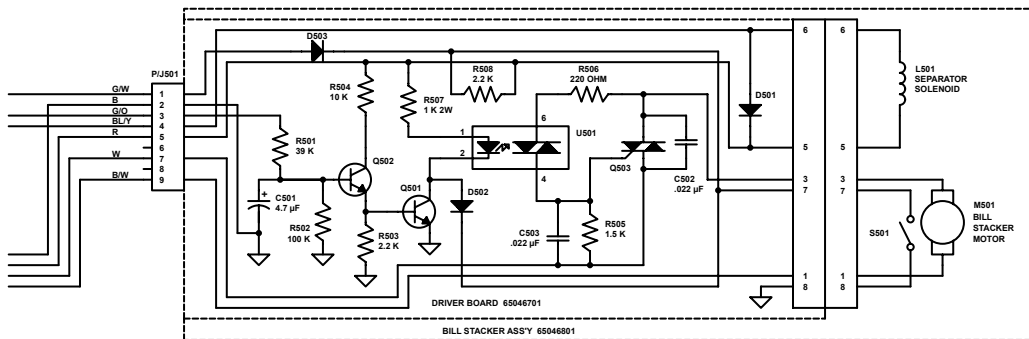 P/J501
G/W
B
G/O
BL/Y
R
W
B/W
1
2
3
4
5
6
7
8
9
D503
R504
10 K
R507
1 K 2W
R508
2.2 K
R506
220 OHM
D501
R501
39 K
C501
4.7 µF
+
R502
100 K
Q502
Q501
R503
2.2 K
D502
1
2
6
4
U501
Q503
C502
.022 µF
C503
.022 µF
R505
1.5 K
6
5
3
7
1
8
6
5
3
7
1
8
L501
SEPARATOR
SOLENOID
S501
M501
BILL
STACKER
MOTOR
DRIVER BOARD 65046701
BILL STACKER ASS'Y 65046801